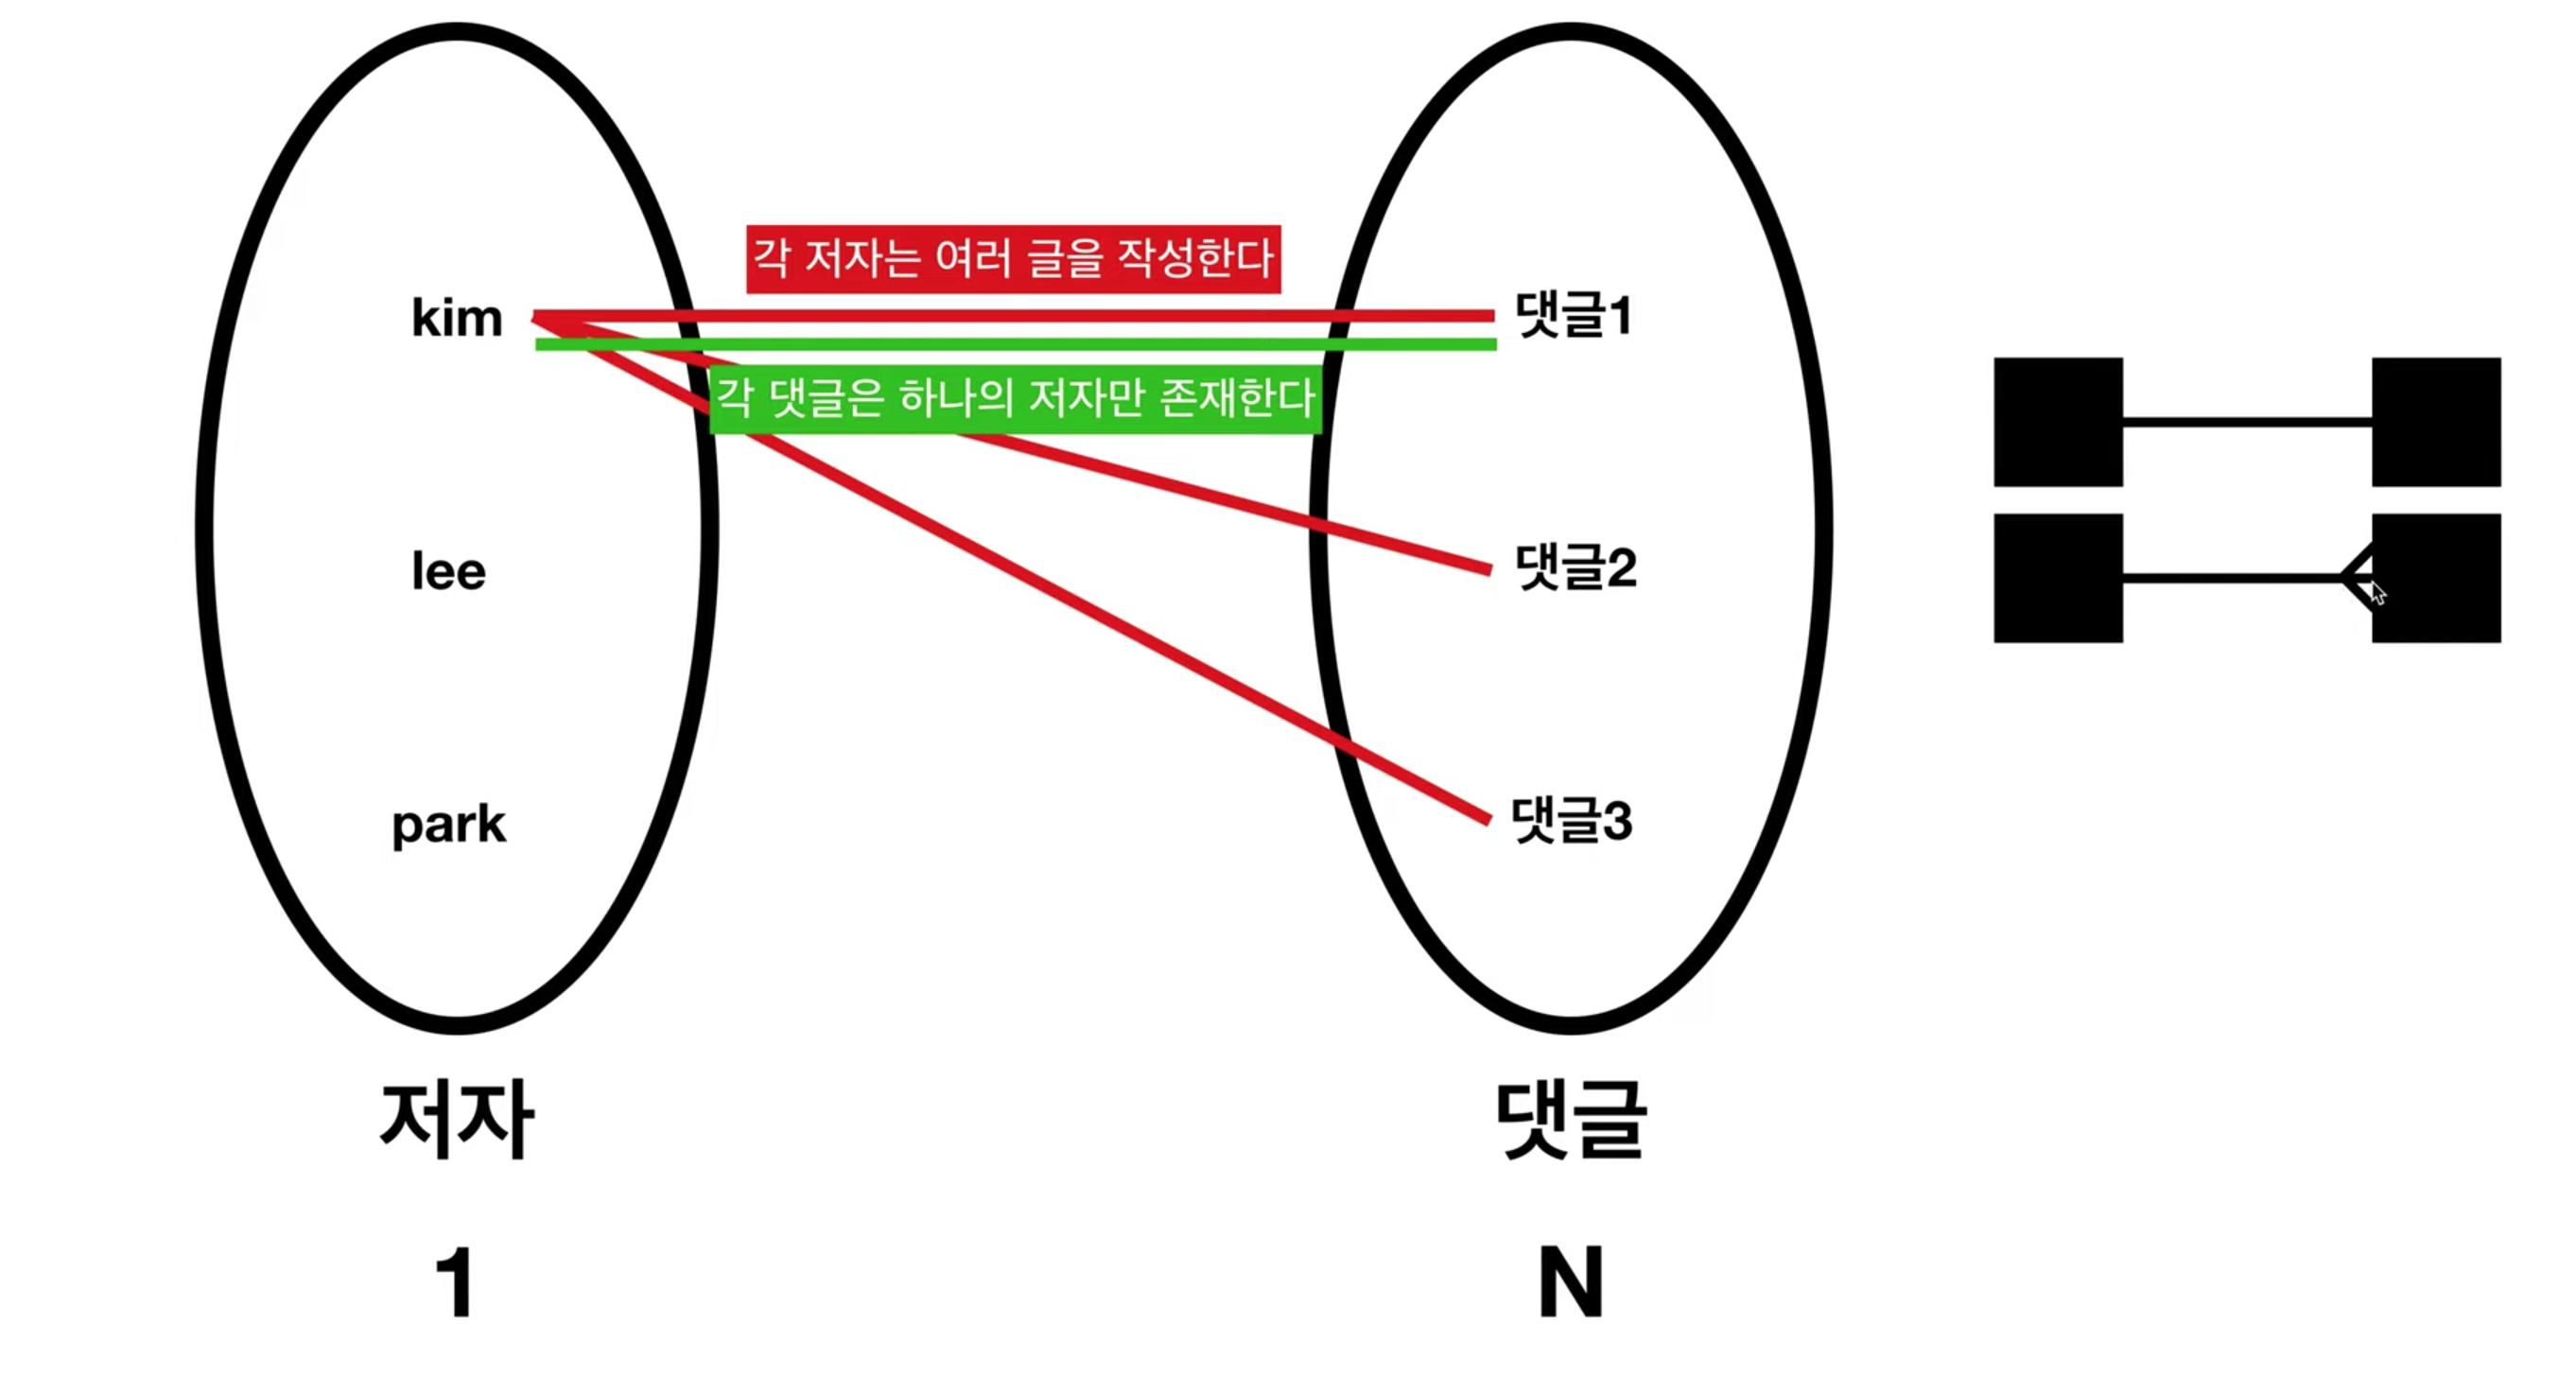 각 저자는 여러 글을 작성한다
kim
댓글1
각 댓글은 하나의 저자만 존재한다
lee
댓글2
park
댓글3
저자
댓글
1
N